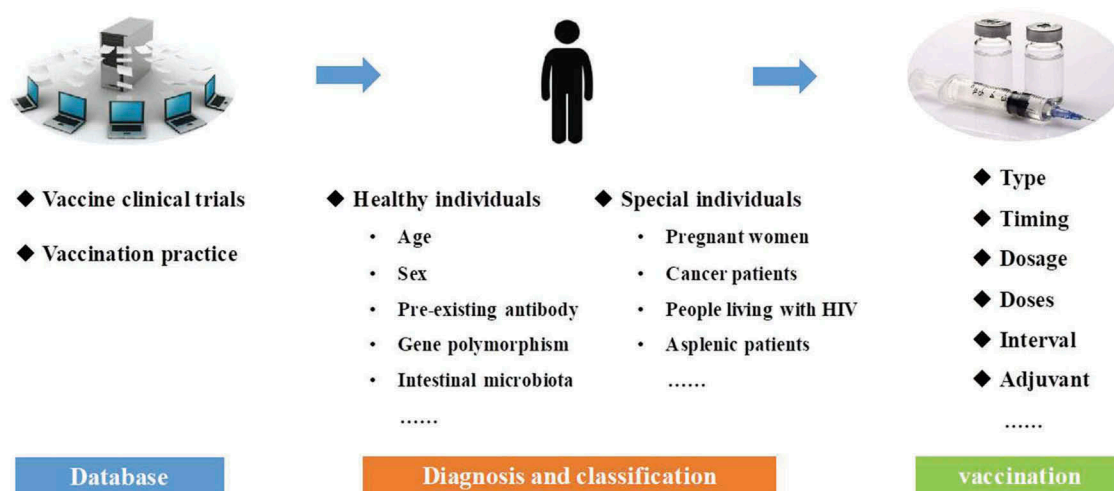 ◆ Vaccine clinical trials
◆ Vaccination practice
◆ Healthy individuals
• Age
• Sex
• Pre-existing antibody
• Gene polymorphism
• Intestinal microbiota
……
◆ Special individuals
• Pregnant women
• Cancer patients
• People living with HIV
• Asplenic patients
……
◆ Type
◆ Timing
◆ Dosage
◆ Doses
◆ Interval
◆ Adjuvant
……
Database
Diagnosis and classification
vaccination